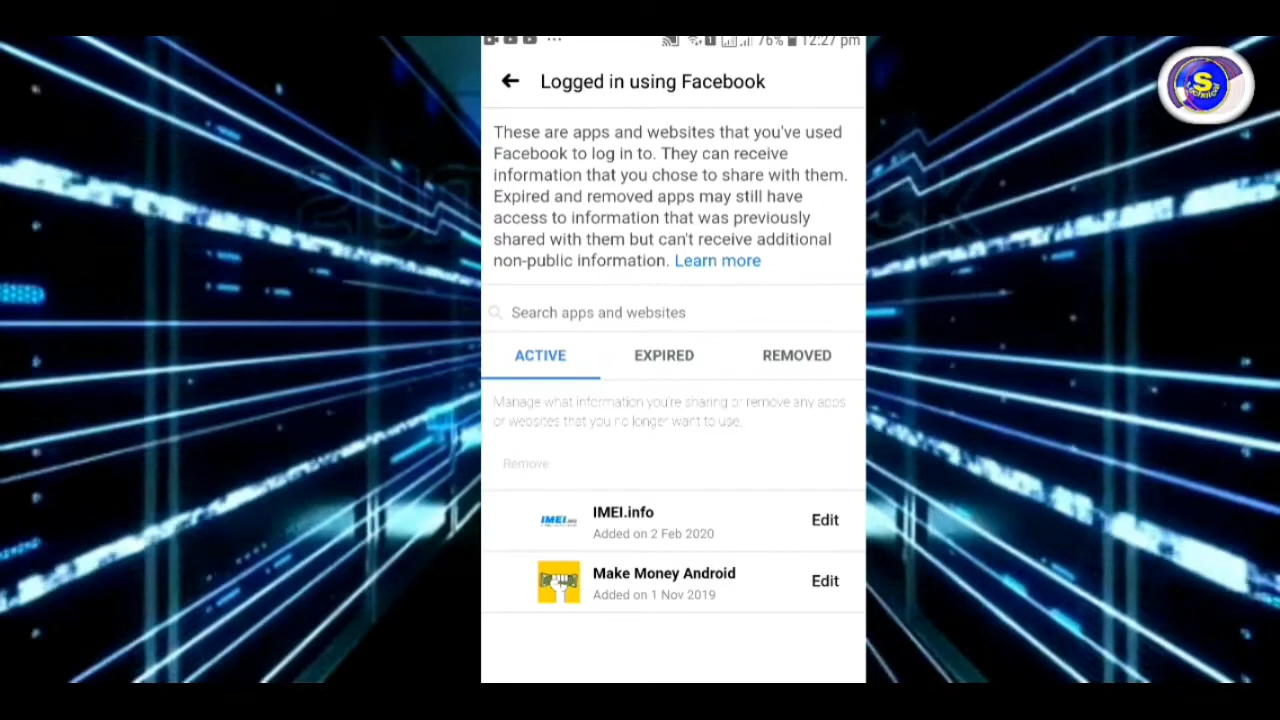 76% 12:27 pm
Logged in using Facebook
These are apps and websites that you've used
Facebook to log in to. They can receive
information that you chose to share with them.
Expired and removed apps may still have
access to information that was previously
shared with them but can't receive additional
non-public information. Learn more
Search apps and websites
ACTIVE EXPIRED REMOVED
Manage what information you're sharing or remove any apps
or websites that you no longer want to use.
Remove
IMEI.info
Added on 2 Feb 2020
Edit
Make Money Android
Added on 1 Nov 2019
Edit
S